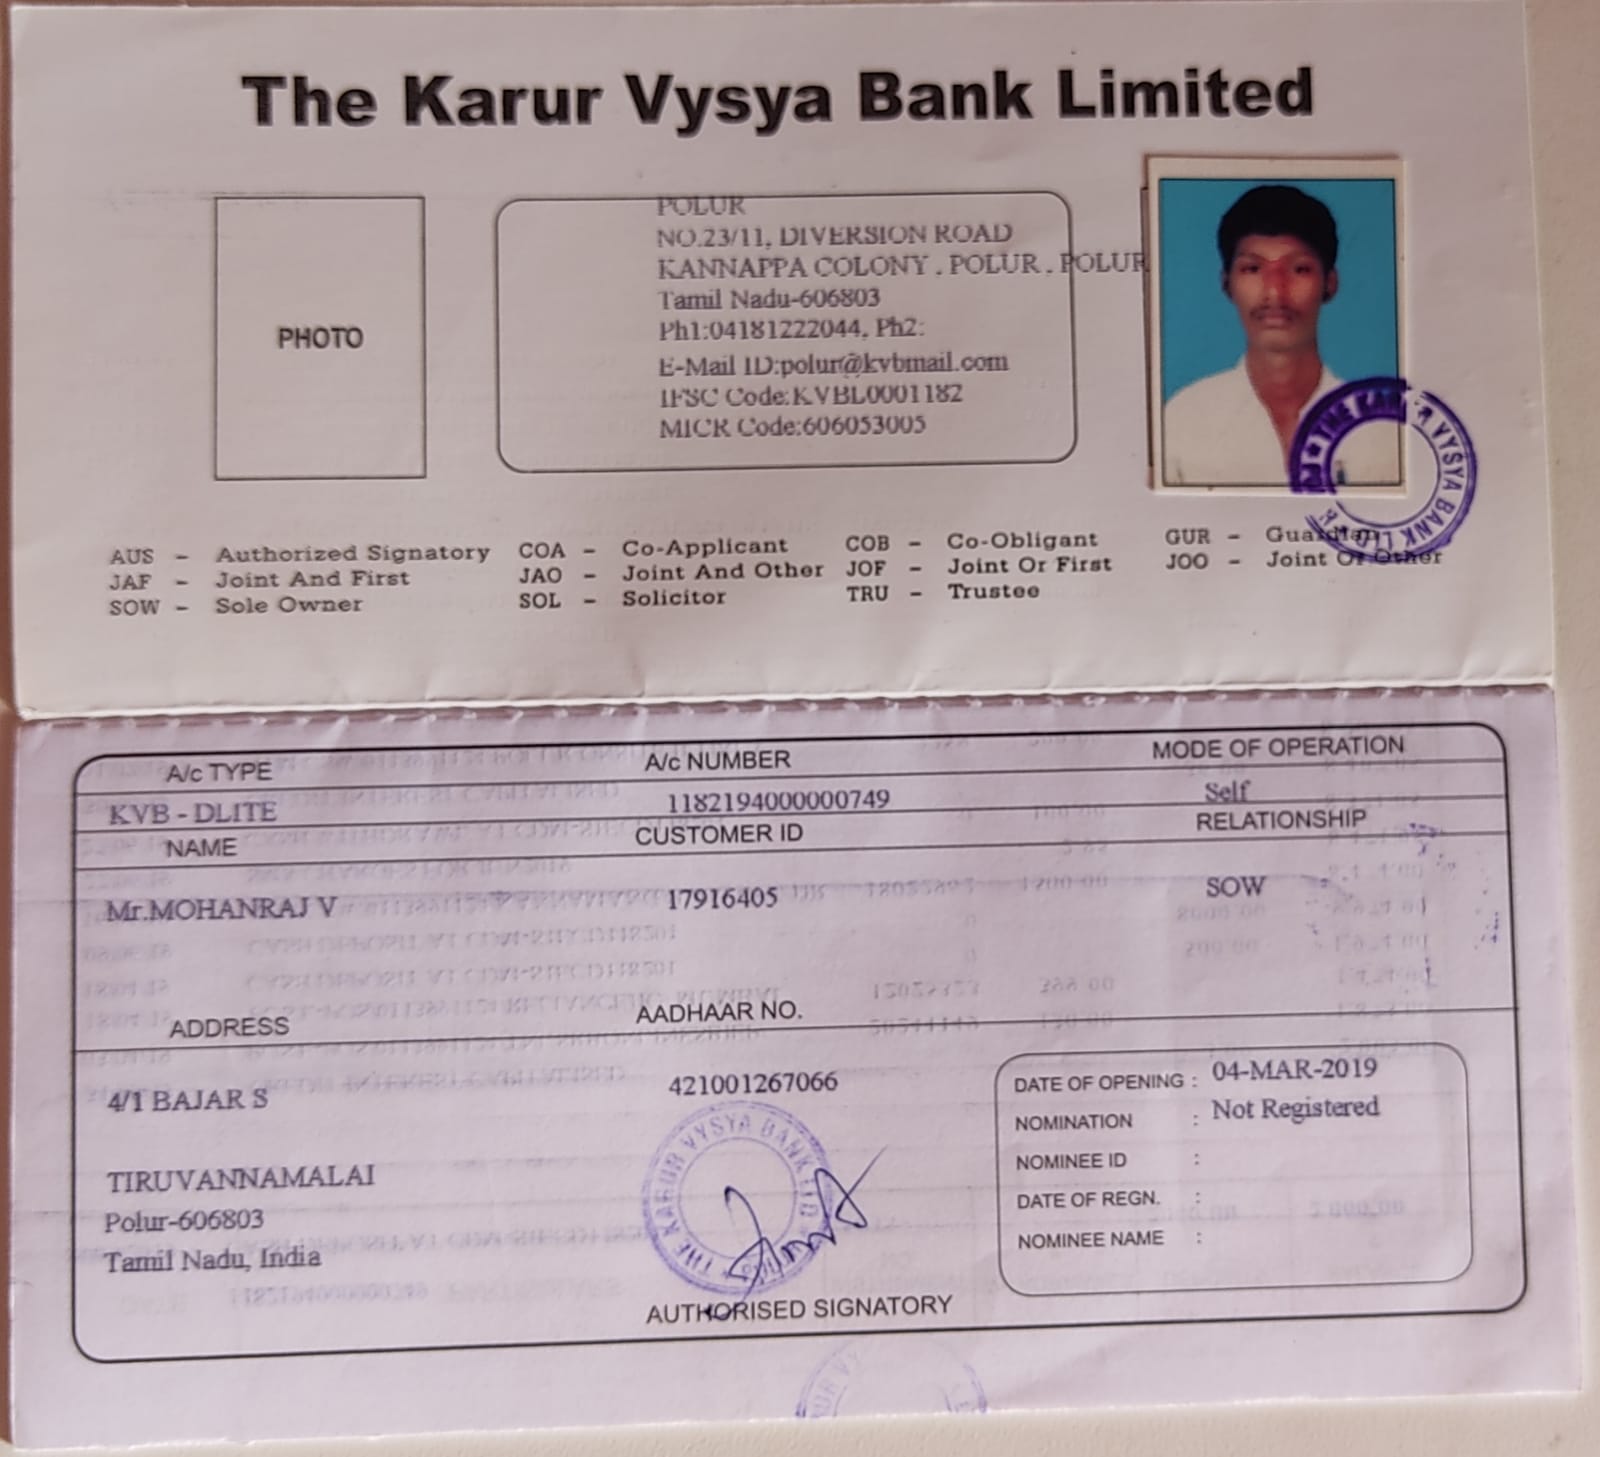 The Karur Vysya Bank Limited
PHOTO
POLUR
NO.23/11, DIVERSION ROAD
KANNAPPA COLONY , POLUR , POLUR
Tamil Nadu-606803
Ph1:04181222044, Ph2:
E-Mail ID:polur@kvbmail.com
IFSC Code:KVBL0001182
MICR Code:606053005
THE KARUR VYSYA BANK LTD
AUS - Authorized Signatory COA - Co-Applicant COB - Co-Obligant GUR - Guardian
JAF - Joint And First JAO - Joint And Other JOF - Joint Or First JOO - Joint Or Other
SOW - Sole Owner SOL - Solicitor TRU - Trustee
A/c TYPE A/c NUMBER MODE OF OPERATION
KVB - DLITE 1182194000000749 Self
NAME CUSTOMER ID RELATIONSHIP
Mr.MOHANRAJ V 17916405 SOW
ADDRESS AADHAAR NO.
4/1 BAJAR S 421001267066
TIRUVANNAMALAI
Polur-606803
Tamil Nadu, India
DATE OF OPENING : 04-MAR-2019
NOMINATION : Not Registered
NOMINEE ID :
DATE OF REGN. :
NOMINEE NAME :
THE KARUR VYSYA BANK LTD
AUTHORISED SIGNATORY